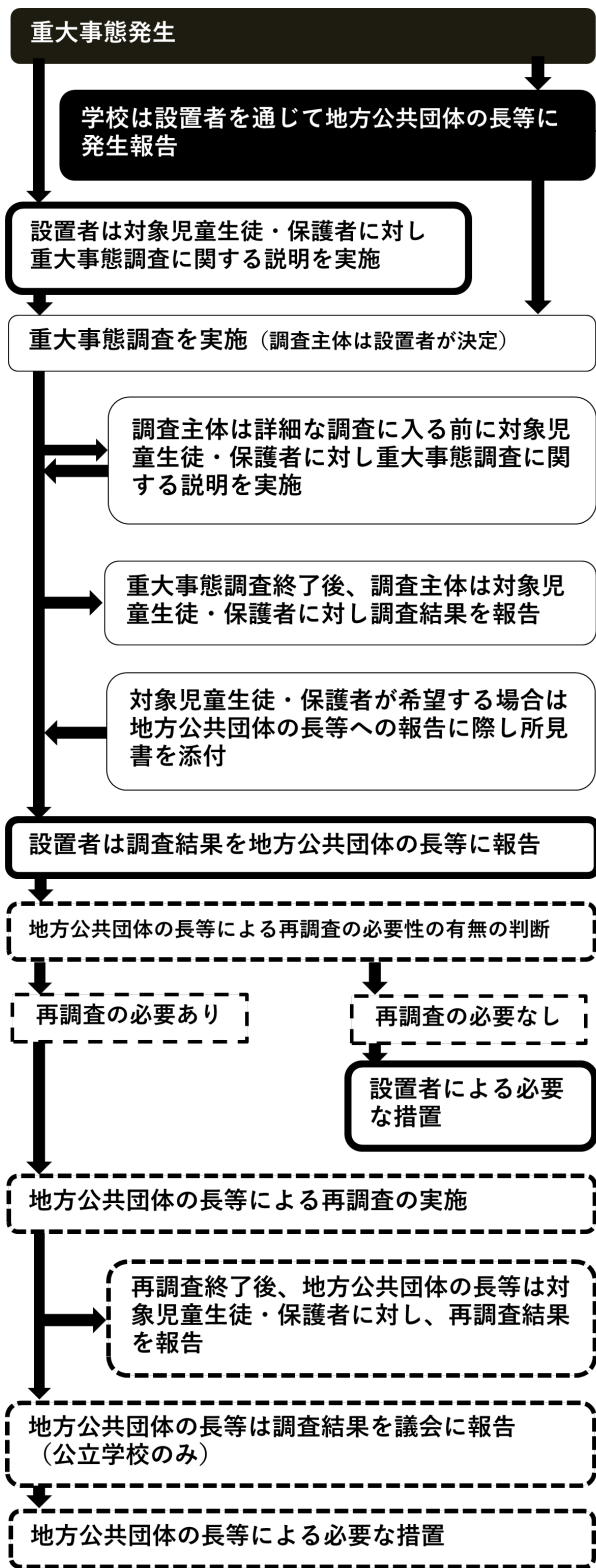 重大事態発生
学校は設置者を通じて地方公共団体の長等に
発生報告
設置者は対象児童生徒・保護者に対し
重大事態調査に関する説明を実施
重大事態調査を実施（調査主体は設置者が決定）
調査主体は詳細な調査に入る前に対象児
童生徒・保護者に対し重大事態調査に関
する説明を実施
重大事態調査終了後、調査主体は対象児
童生徒・保護者に対し調査結果を報告
対象児童生徒・保護者が希望する場合は
地方公共団体の長等への報告に際し所見
書を添付
設置者は調査結果を地方公共団体の長等に報告
地方公共団体の長等による再調査の必要性の有無の判断
再調査の必要あり
再調査の必要なし
設置者による必要
な措置
地方公共団体の長等による再調査の実施
再調査終了後、地方公共団体の長等は対
象児童生徒・保護者に対し、再調査結果
を報告
地方公共団体の長等は調査結果を議会に報告
（公立学校のみ）
地方公共団体の長等による必要な措置